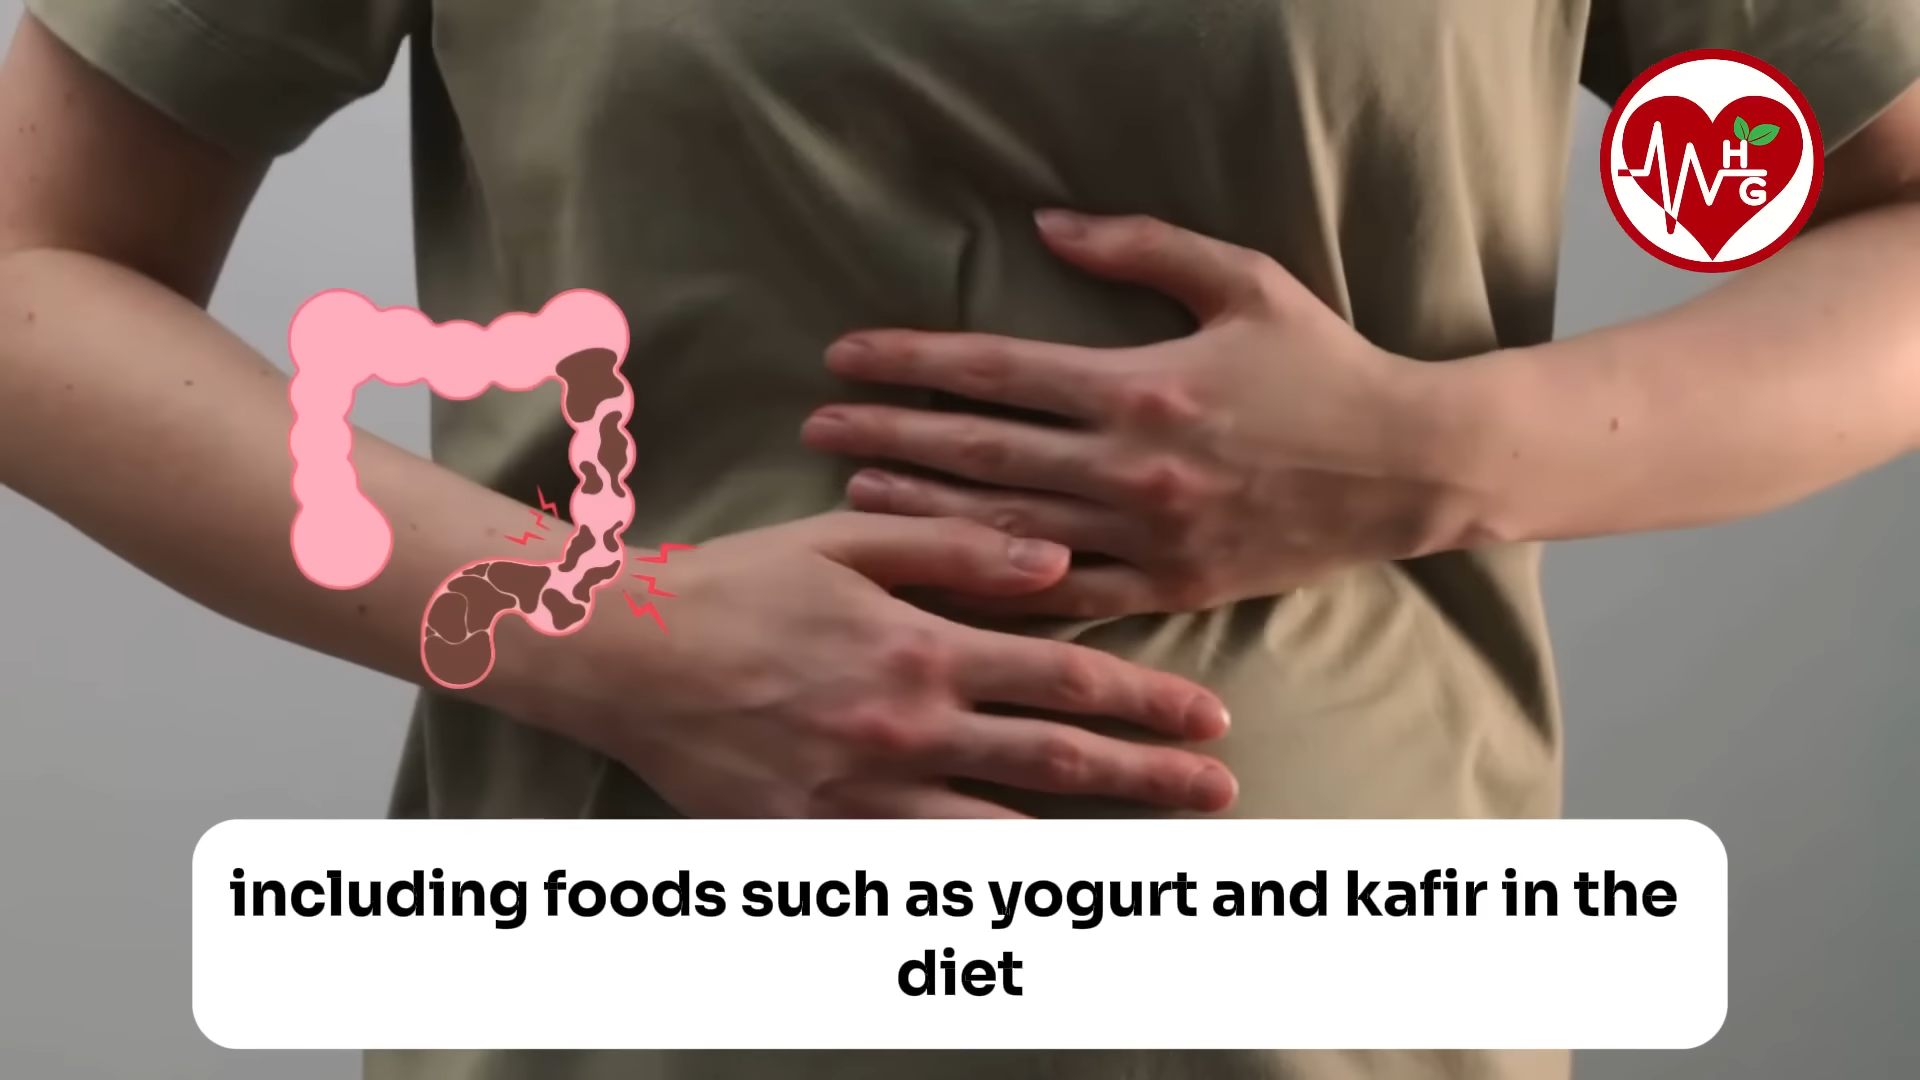 H
G
including foods such as yogurt and kafir in the
diet